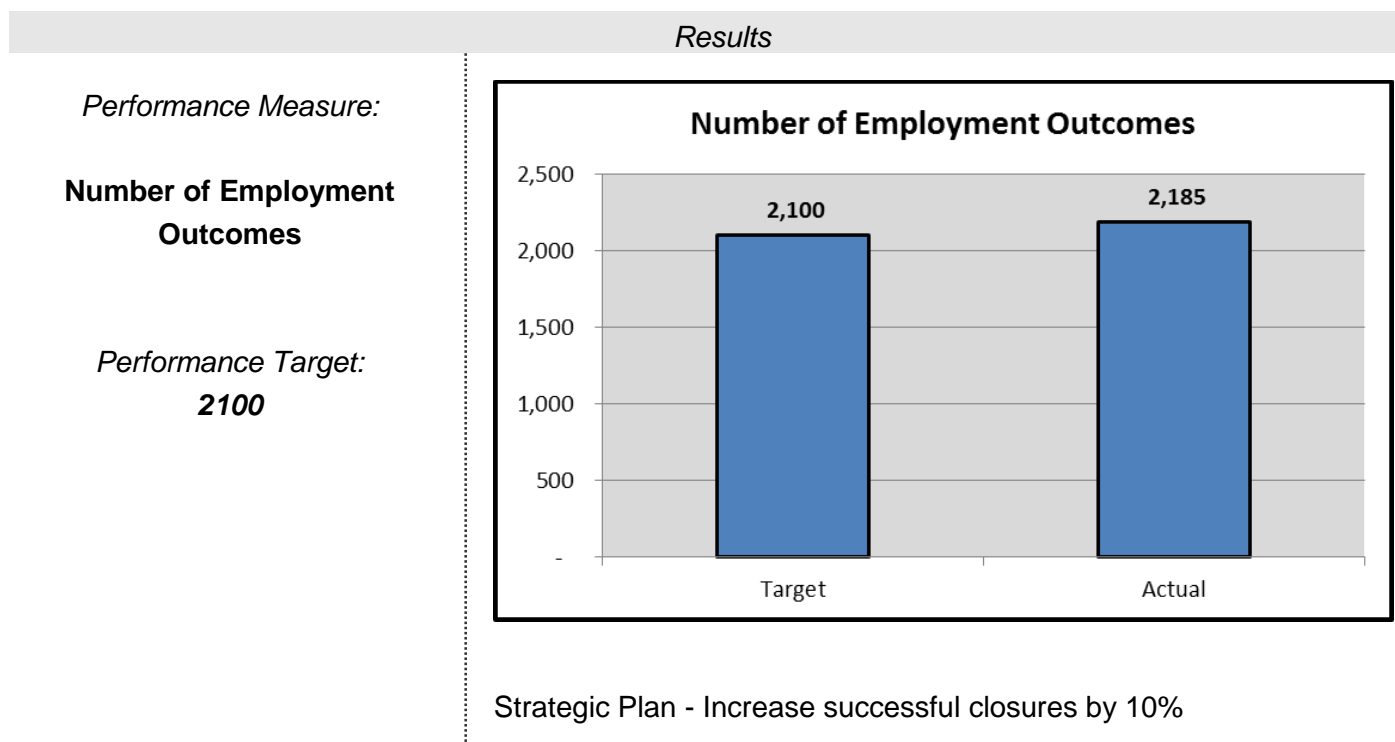 Results
Performance Measure:
Number of Employment
Outcomes
Performance Target:
2100
Number of Employment Outcomes
2,500
2,000
1,500
1,000
500
-
2,100
2,185
Target
Actual
Strategic Plan - Increase successful closures by 10%